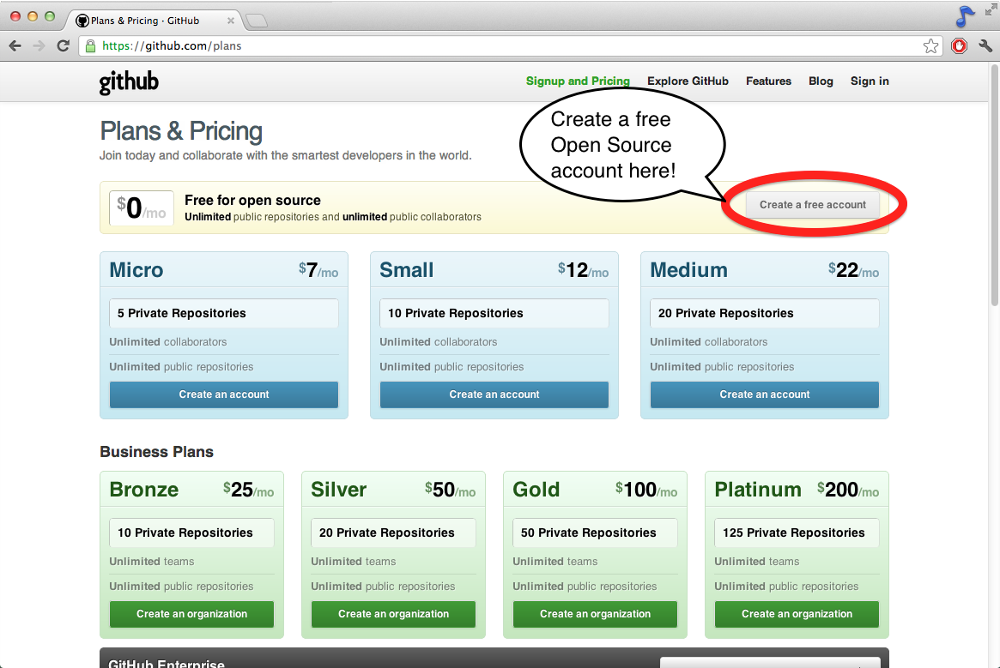 Plans & Pricing · GitHub
https://github.com/plans
github
Signup and Pricing Explore GitHub Features Blog Sign in
Create a free
Open Source
account here!
Plans & Pricing
Join today and collaborate with the smartest developers in the world.
$0/mo
Free for open source
Unlimited public repositories and unlimited public collaborators
Create a free account
Micro $7/mo
5 Private Repositories
Unlimited collaborators
Unlimited public repositories
Create an account
Small $12/mo
10 Private Repositories
Unlimited collaborators
Unlimited public repositories
Create an account
Medium $22/mo
20 Private Repositories
Unlimited collaborators
Unlimited public repositories
Create an account
Business Plans
Bronze $25/mo
10 Private Repositories
Unlimited teams
Unlimited public repositories
Create an organization
Silver $50/mo
20 Private Repositories
Unlimited teams
Unlimited public repositories
Create an organization
Gold $100/mo
50 Private Repositories
Unlimited teams
Unlimited public repositories
Create an organization
Platinum $200/mo
125 Private Repositories
Unlimited teams
Unlimited public repositories
Create an organization
GitHub Enterprise